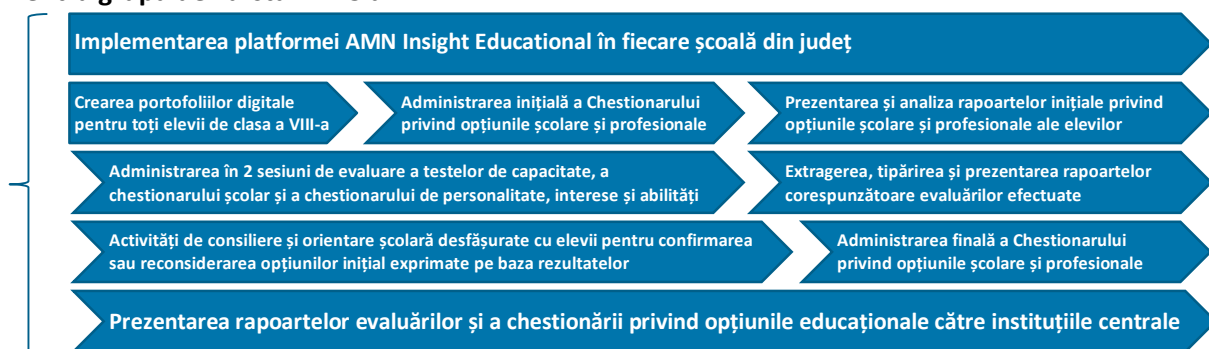 Implementarea platformei AMN Insight Educational în fiecare școală din județ
Crearea portofoliilor digitale
pentru toți elevii de clasa a VIII-a
Administrarea inițială a Chestionarului
privind opțiunile școlare și profesionale
Prezentarea și analiza rapoartelor inițiale privind
opțiunile școlare și profesionale ale elevilor
Administrarea în 2 sesiuni de evaluare a testelor de capacitate, a
chestionarului școlar și a chestionarului de personalitate, interese și abilități
Extragerea, tipărirea și prezentarea rapoartelor
corespunzătoare evaluărilor efectuate
Activități de consiliere și orientare școlară desfășurate cu elevii pentru confirmarea
sau reconsiderarea opțiunilor inițial exprimate pe baza rezultatelor
Administrarea finală a Chestionarului
privind opțiunile școlare și profesionale
Prezentarea rapoartelor evaluărilor și a chestionării privind opțiunile educaționale către instituțiile centrale